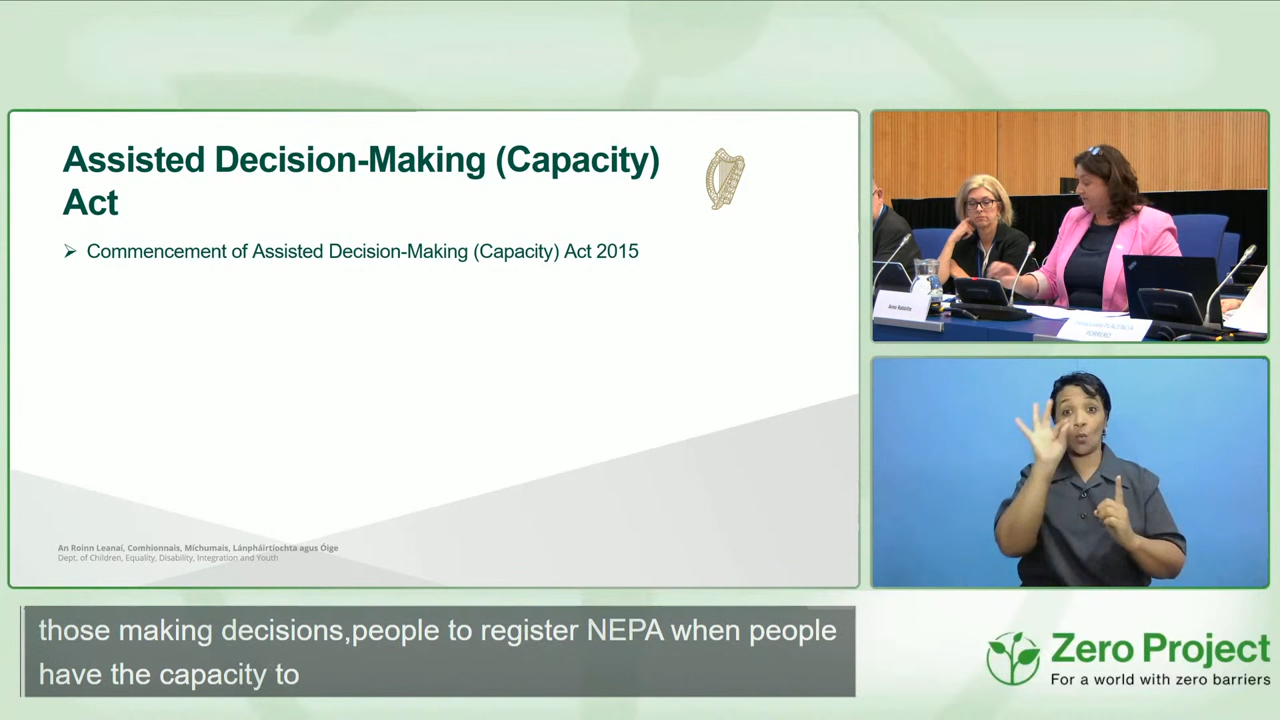 Assisted Decision-Making (Capacity)
Act
Commencement of Assisted Decision-Making (Capacity) Act 2015
An Roinn Leanaí, Comhionnais, Míchumais, Lánpháirtíochta agus Óige
Dept. of Children, Equality, Disability, Integration and Youth
Anne Rabbitte
those making decisions,people to register NEPA when people
have the capacity to
Zero Project
For a world with zero barriers